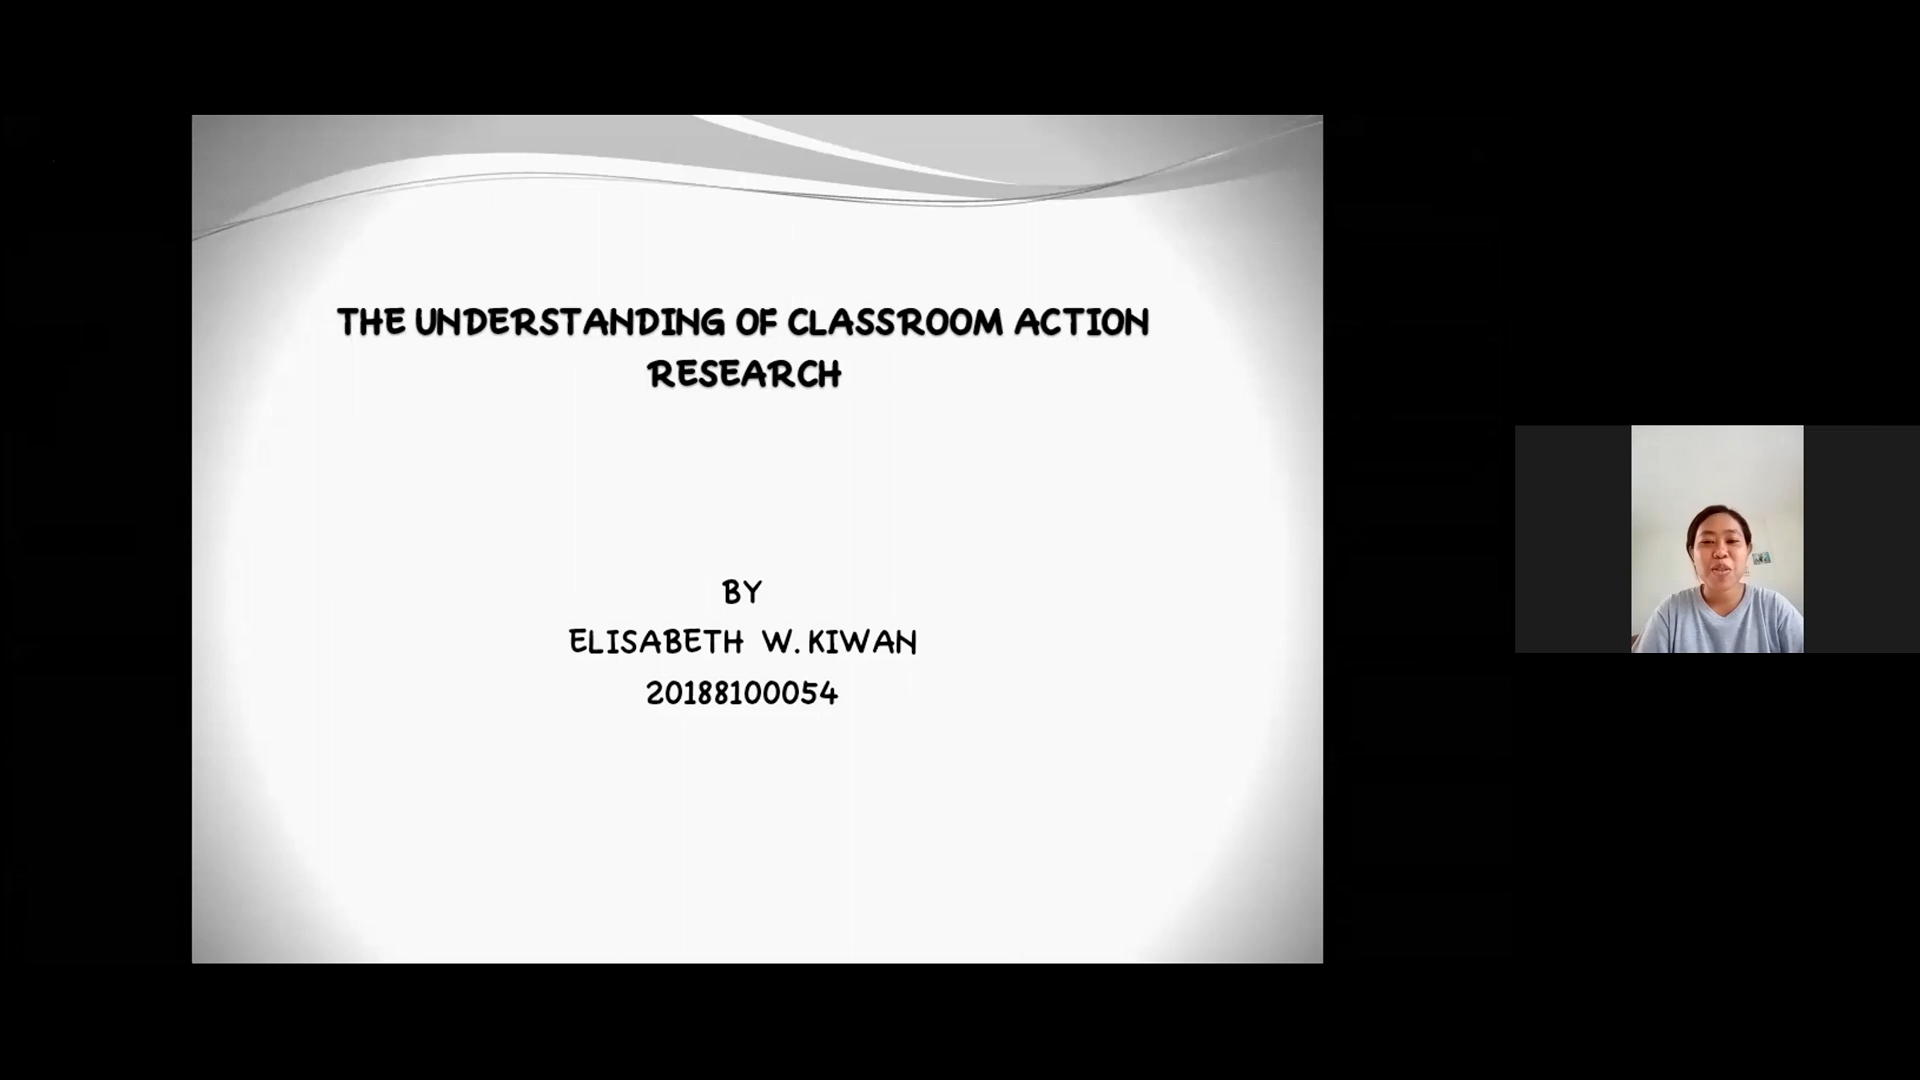 THE UNDERSTANDING OF CLASSROOM ACTION
RESEARCH
BY
ELISABETH W. KIWAN
20188100054